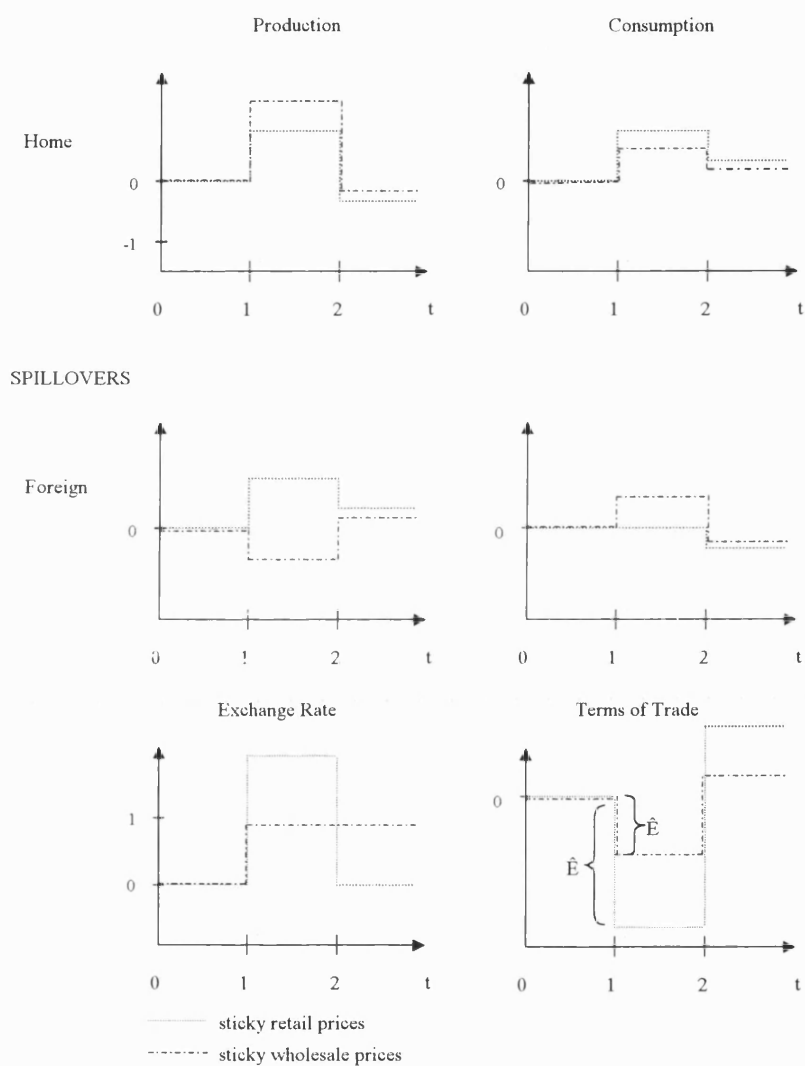 Production Consumption
Home
0 0
-1
0 1 2 t 0 1 2 t
SPILLOVERS
Foreign
0 0
0 1 2 t 0 1 2 t
Exchange Rate Terms of Trade
0
1 Ê
Ê
0
0 1 2 t 0 1 2 t
sticky retail prices
sticky wholesale prices